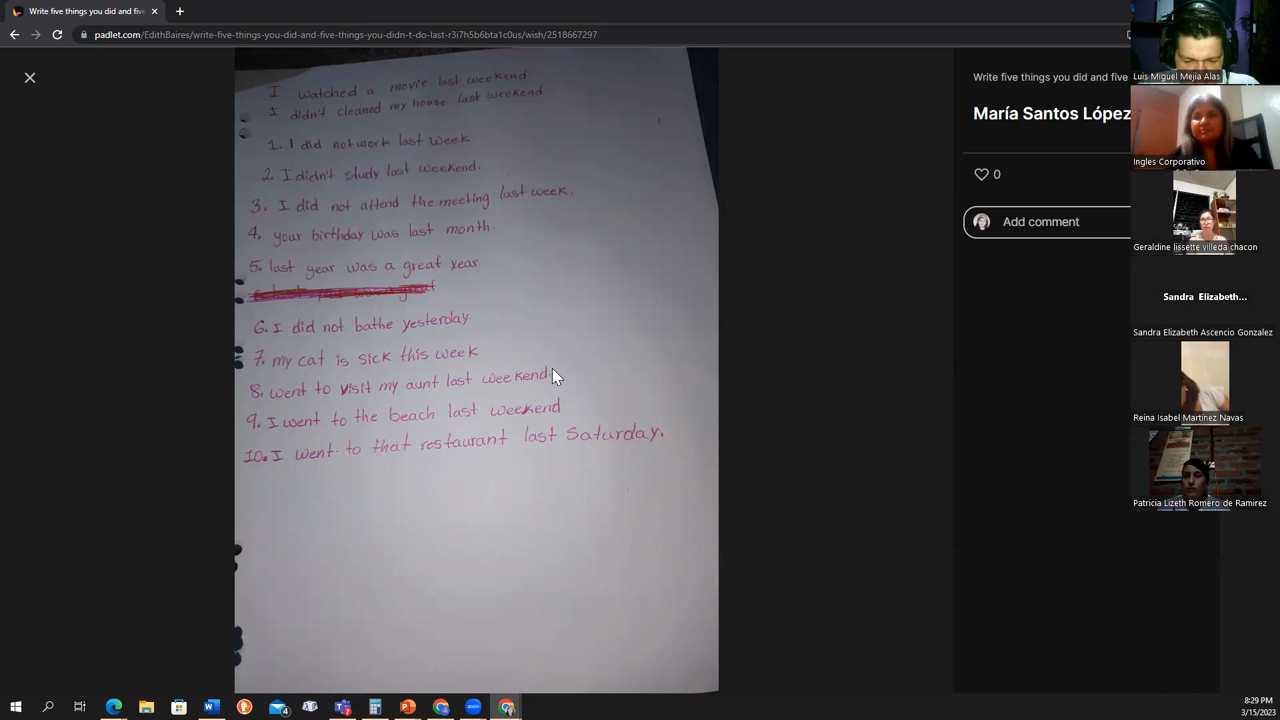 Write five things you did and fiv
padlet.com/EdithBaires/write-five-things-you-did-and-five-things-you-didn-t-do-last-r3i7h5b6bta1c0us/wish/2518667297
I watched a movie last weekend
I didn't cleaned my house last weekend
1. I did not work last week
2. I didn't study last weekend.
3. I did not attend the meeting last week.
4. your birthday was last month
5. last year was a great year
6. I did not bathe yesterday.
7. my cat is sick this week
8. went to visit my aunt last weekend.
9. I went to the beach last weekend
10. I went to that restaurant last Saturday.
Write five things you did and five
María Santos López
0
Add comment
Luis Miguel Mejia Alas
Ingles Corporativo
Geraldine lissette villeda chacon
Sandra Elizabeth...
Sandra Elizabeth Ascencio Gonzalez
Reina Isabel Martínez Navas
Patricia Lizeth Romero de Ramirez
4
8:29 PM
3/15/2023